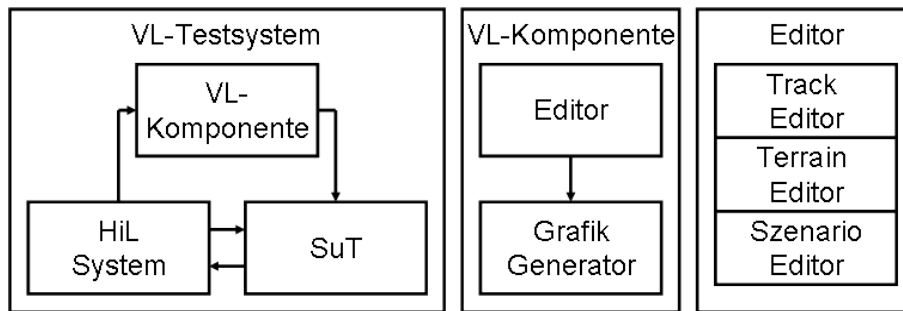 VL-Testsystem
VL-
Komponente
HiL
System
SuT
VL-Komponente
Editor
Grafik
Generator
Editor
Track
Editor
Terrain
Editor
Szenario
Editor